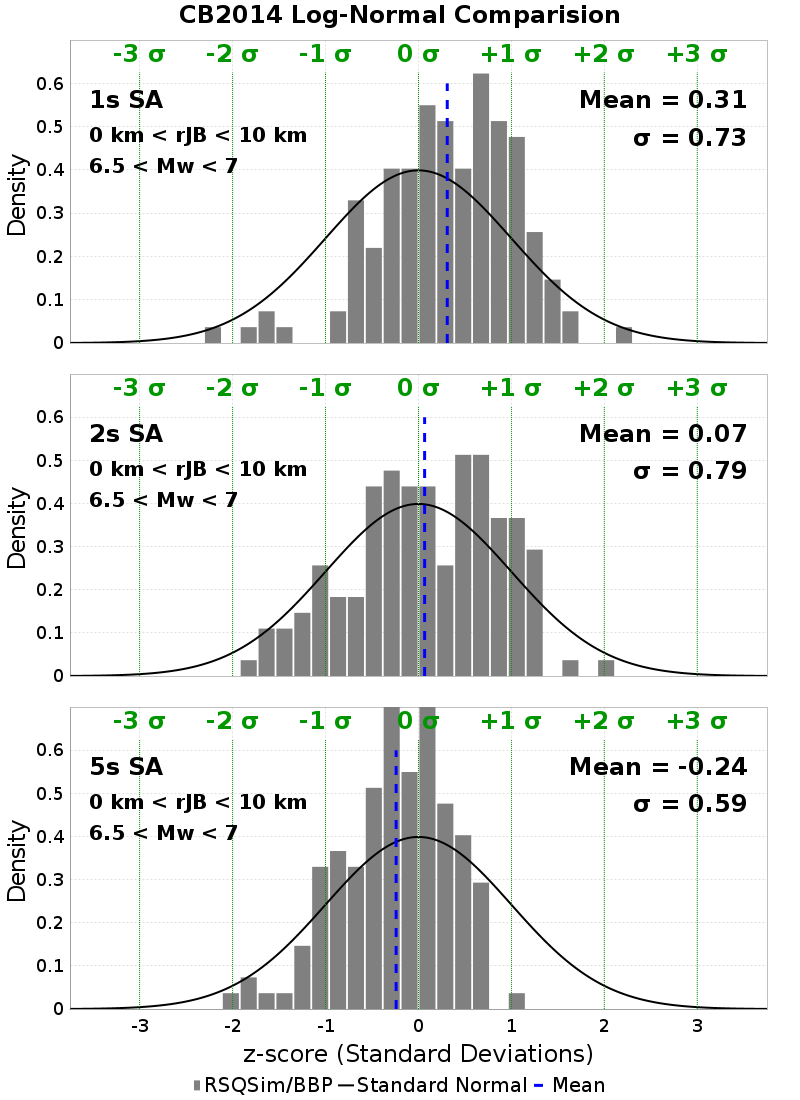 CB2014 Log-Normal Comparision
-3 σ -2 σ -1 σ 0 σ +1 σ +2 σ +3 σ
1s SA
0 km < rJB < 10 km
6.5 < Mw < 7
Mean = 0.31
σ = 0.73
0.6
0.5
0.4
0.3
0.2
0.1
0
Density
-3 σ -2 σ -1 σ 0 σ +1 σ +2 σ +3 σ
2s SA
0 km < rJB < 10 km
6.5 < Mw < 7
Mean = 0.07
σ = 0.79
0.6
0.5
0.4
0.3
0.2
0.1
0
Density
-3 σ -2 σ -1 σ 0 σ +1 σ +2 σ +3 σ
5s SA
0 km < rJB < 10 km
6.5 < Mw < 7
Mean = -0.24
σ = 0.59
0.6
0.5
0.4
0.3
0.2
0.1
0
Density
-3 -2 -1 0 1 2 3
z-score (Standard Deviations)
RSQSim/BBP Standard Normal Mean